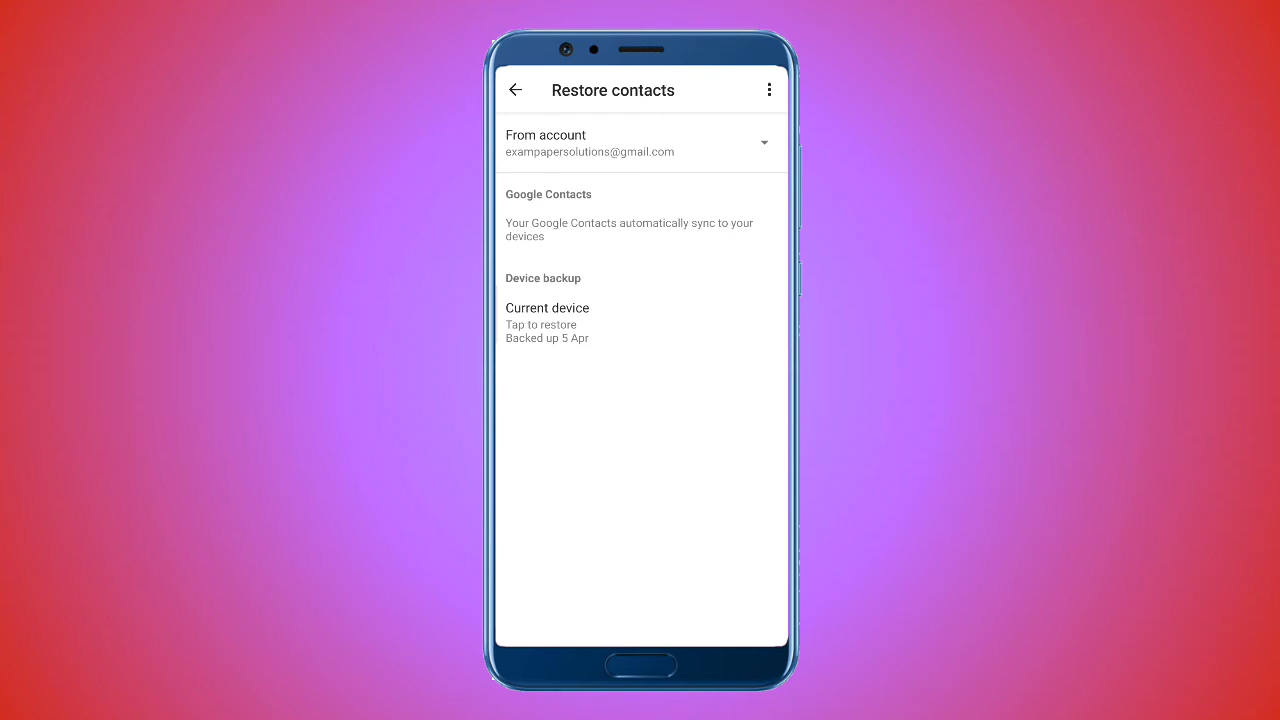 Restore contacts
From account
exampapersolutions@gmail.com
Google Contacts
Your Google Contacts automatically sync to your
devices
Device backup
Current device
Tap to restore
Backed up 5 Apr